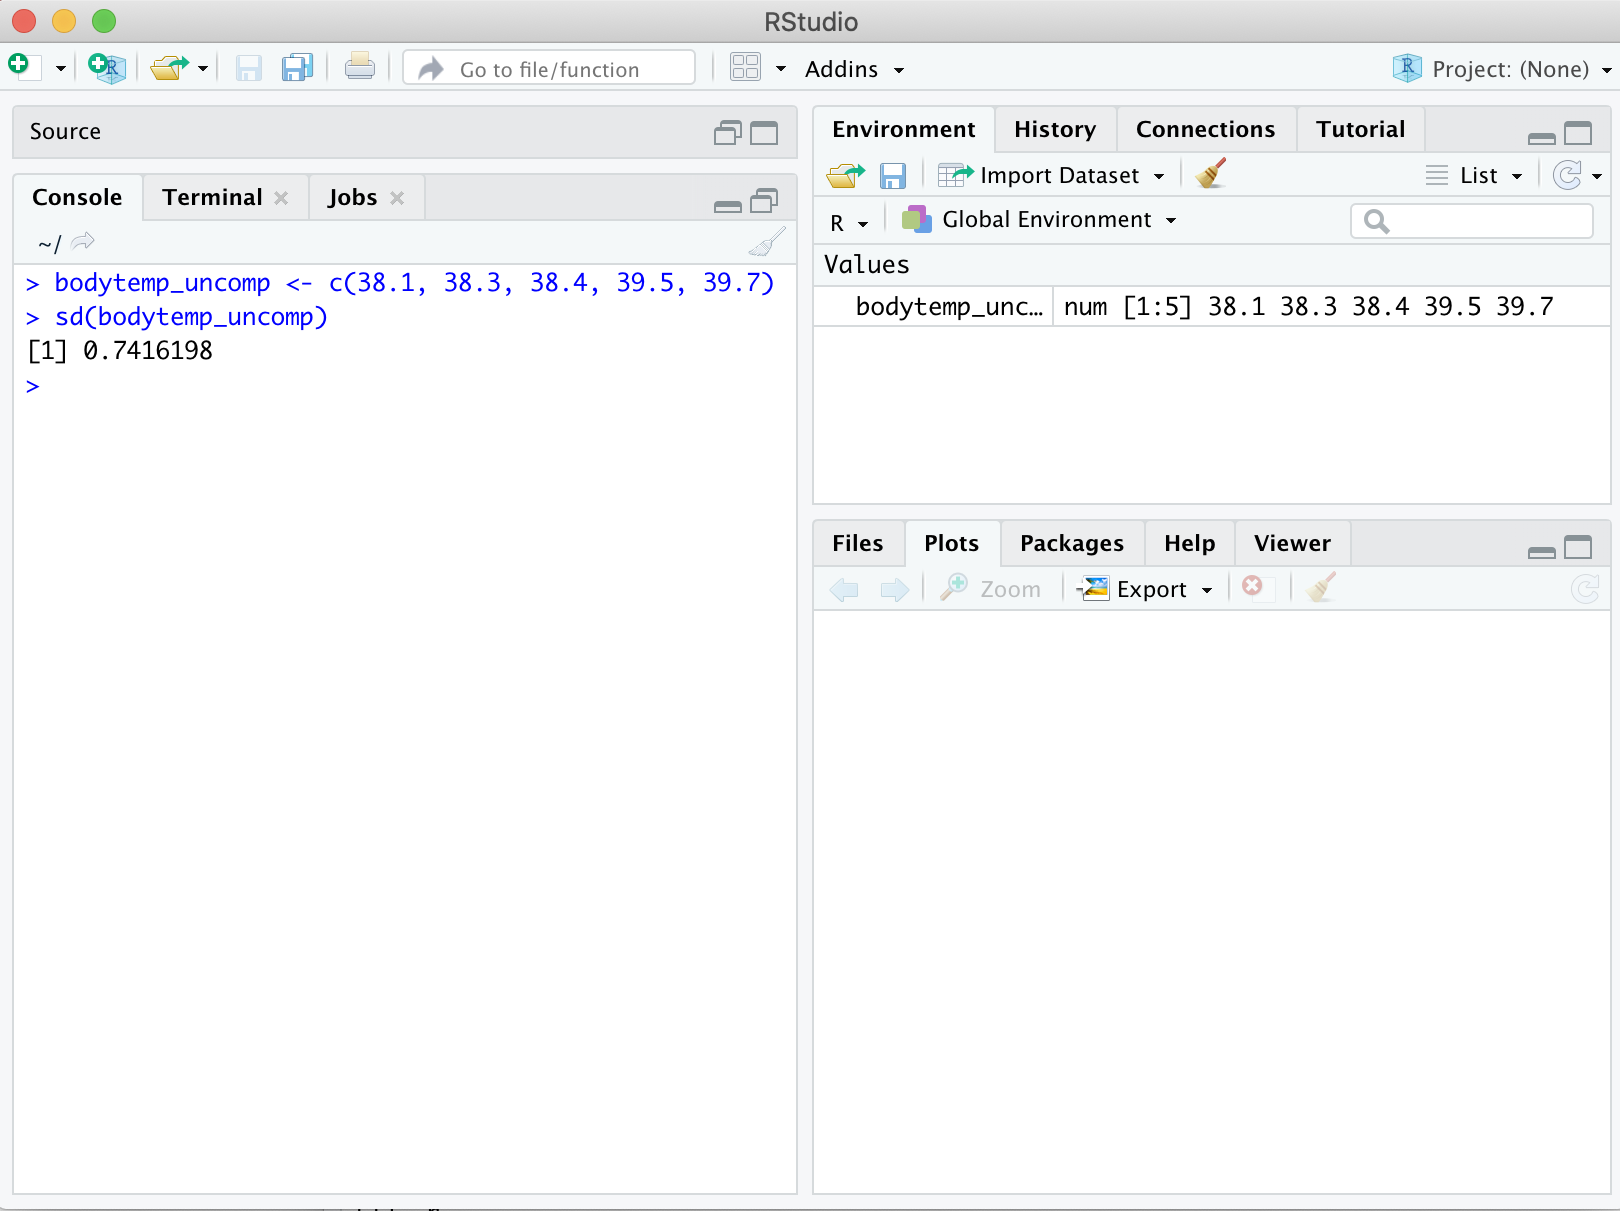 RStudio
Go to file/function
Addins
R Project: (None)
Source
Console Terminal Jobs
~/
> bodytemp_uncomp <- c(38.1, 38.3, 38.4, 39.5, 39.7)
> sd(bodytemp_uncomp)
[1] 0.7416198
>
Environment History Connections Tutorial
Import Dataset List
R Global Environment
Values
bodytemp_unc… num [1:5] 38.1 38.3 38.4 39.5 39.7
Files Plots Packages Help Viewer
Zoom Export